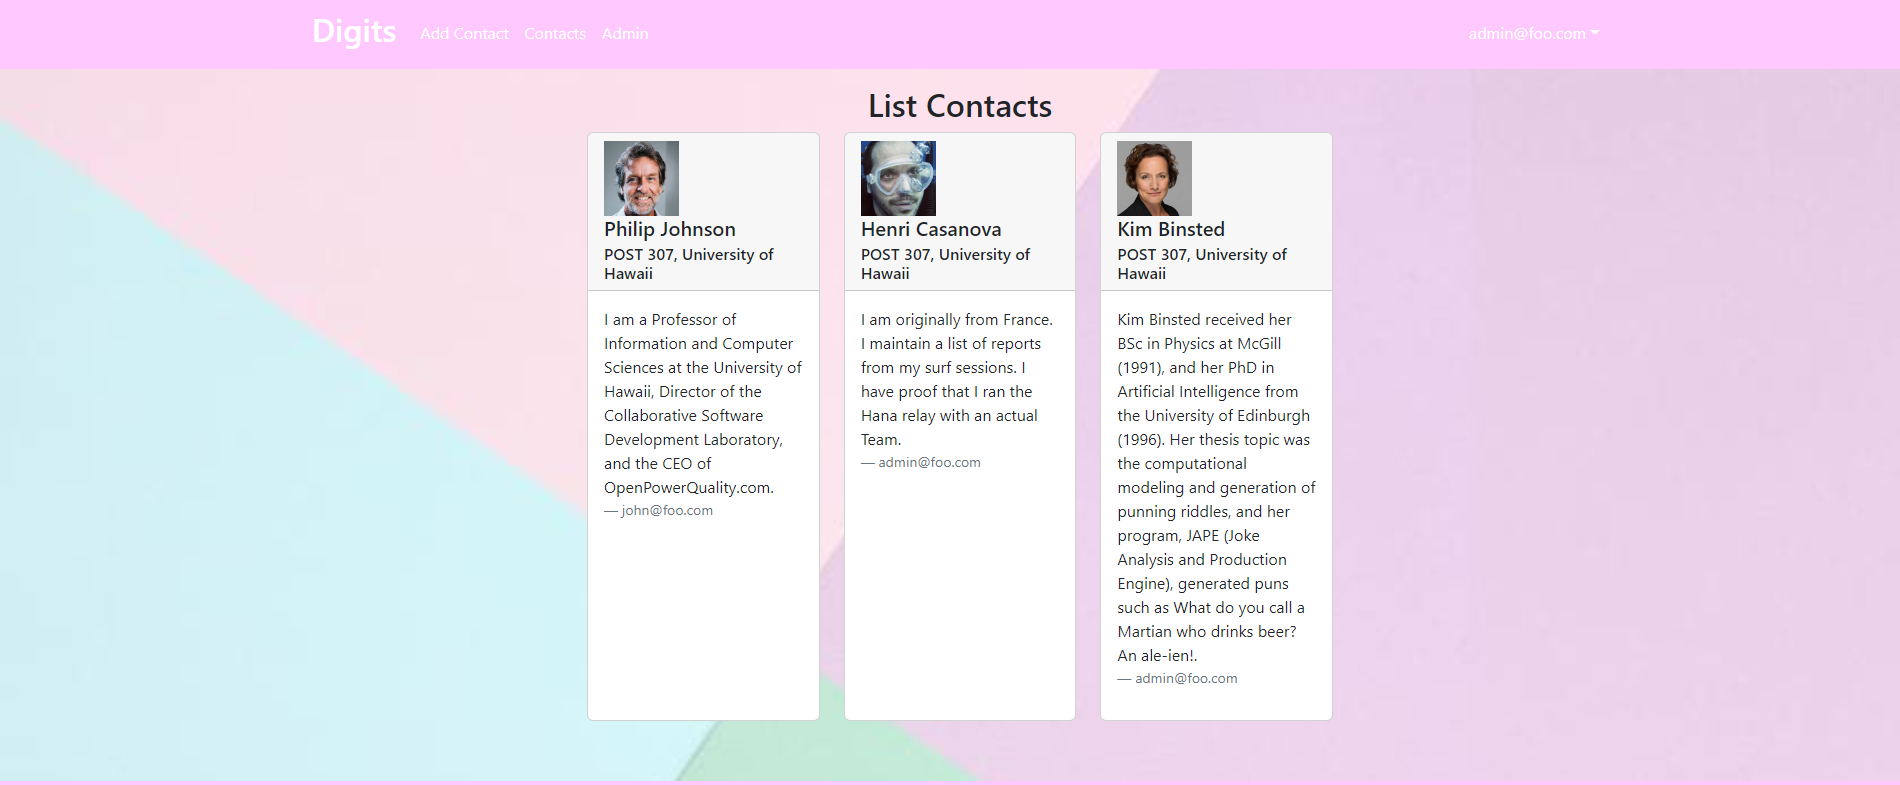 Digits
Add Contact
Contacts
Admin
admin@foo.com
List Contacts
Philip Johnson
POST 307, University of
Hawaii
I am a Professor of
Information and Computer
Sciences at the University of
Hawaii, Director of the
Collaborative Software
Development Laboratory,
and the CEO of
OpenPowerQuality.com.
— john@foo.com
Henri Casanova
POST 307, University of
Hawaii
I am originally from France.
I maintain a list of reports
from my surf sessions. I
have proof that I ran the
Hana relay with an actual
Team.
— admin@foo.com
Kim Binsted
POST 307, University of
Hawaii
Kim Binsted received her
BSc in Physics at McGill
(1991), and her PhD in
Artificial Intelligence from
the University of Edinburgh
(1996). Her thesis topic was
the computational
modeling and generation of
punning riddles, and her
program, JAPE (Joke
Analysis and Production
Engine), generated puns
such as What do you call a
Martian who drinks beer?
An ale-ien!.
— admin@foo.com